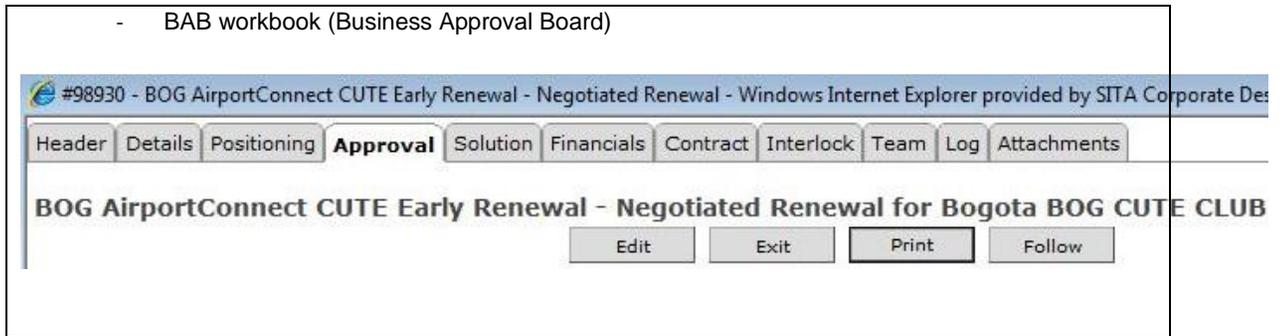 - BAB workbook (Business Approval Board)
#98930 - BOG AirportConnect CUTE Early Renewal - Negotiated Renewal - Windows Internet Explorer provided by SITA Corporate Des
Header Details Positioning Approval Solution Financials Contract Interlock Team Log Attachments
BOG AirportConnect CUTE Early Renewal - Negotiated Renewal for Bogota BOG CUTE CLUB
Edit Exit Print Follow